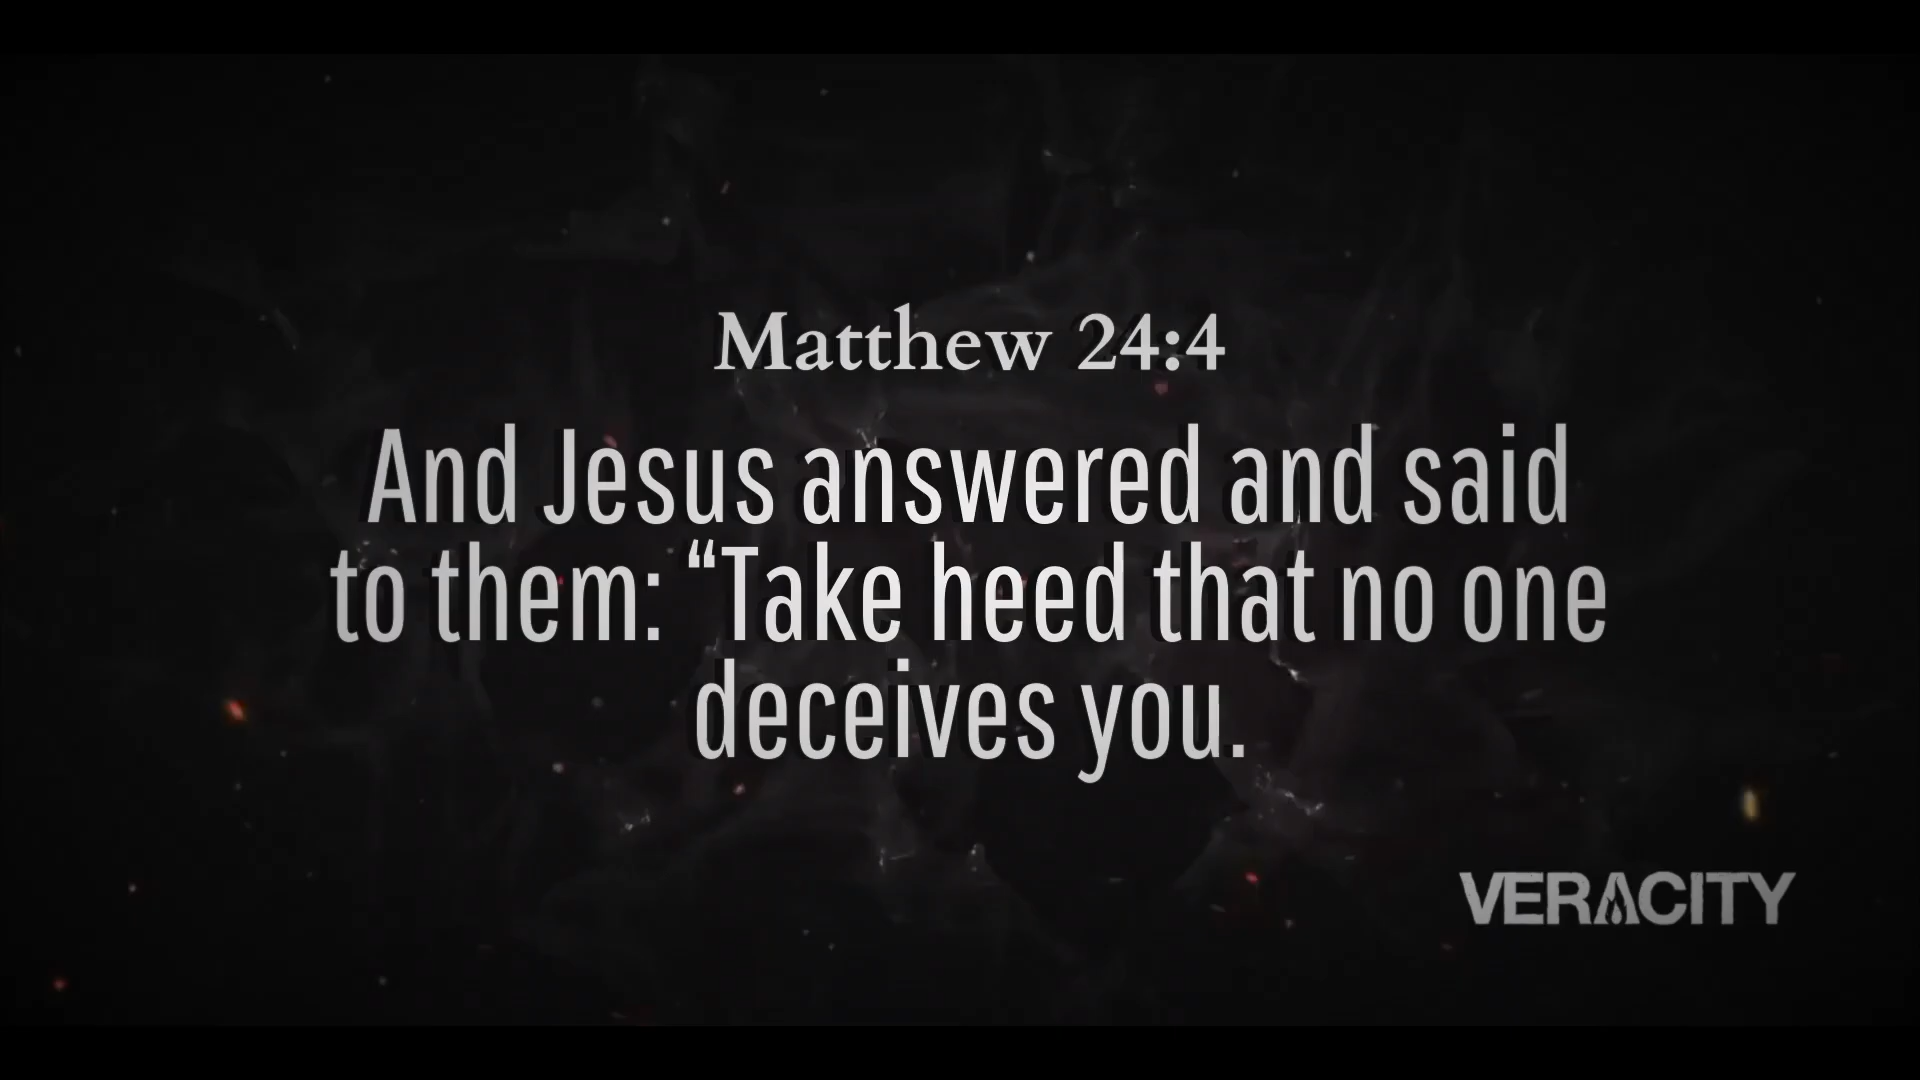 Matthew 24:4
And Jesus answered and said
to them: “Take heed that no one
deceives you.
VERACITY